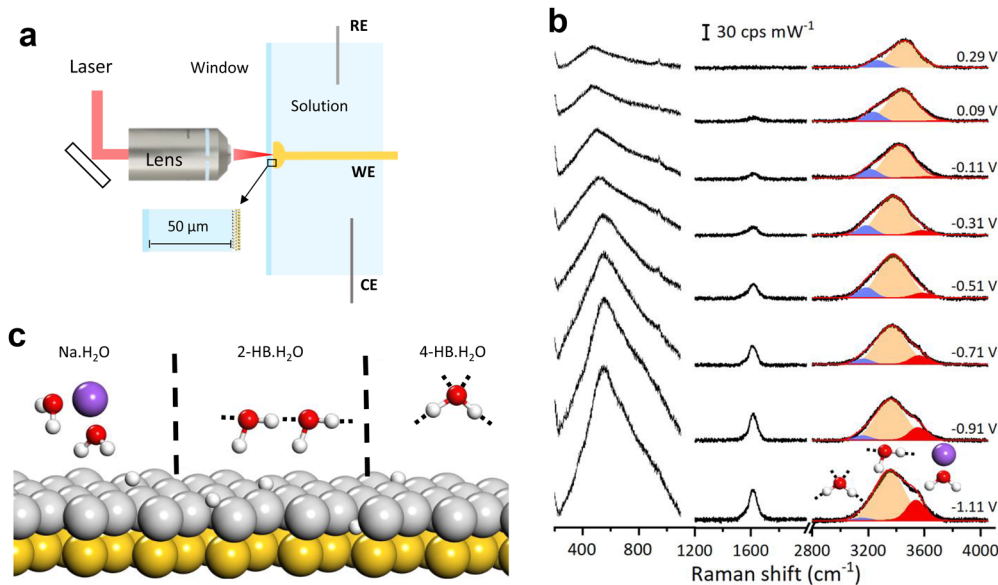 a
RE
Laser
Window
Solution
Lens
WE
50 μm
CE
b
30 cps mW⁻¹
0.29 V
0.09 V
-0.11 V
-0.31 V
-0.51 V
-0.71 V
-0.91 V
-1.11 V
400 800 1200 1600 28 2800 3200 3600 4000
Raman shift (cm⁻¹)
c
Na.H₂O 2-HB.H₂O 4-HB.H₂O